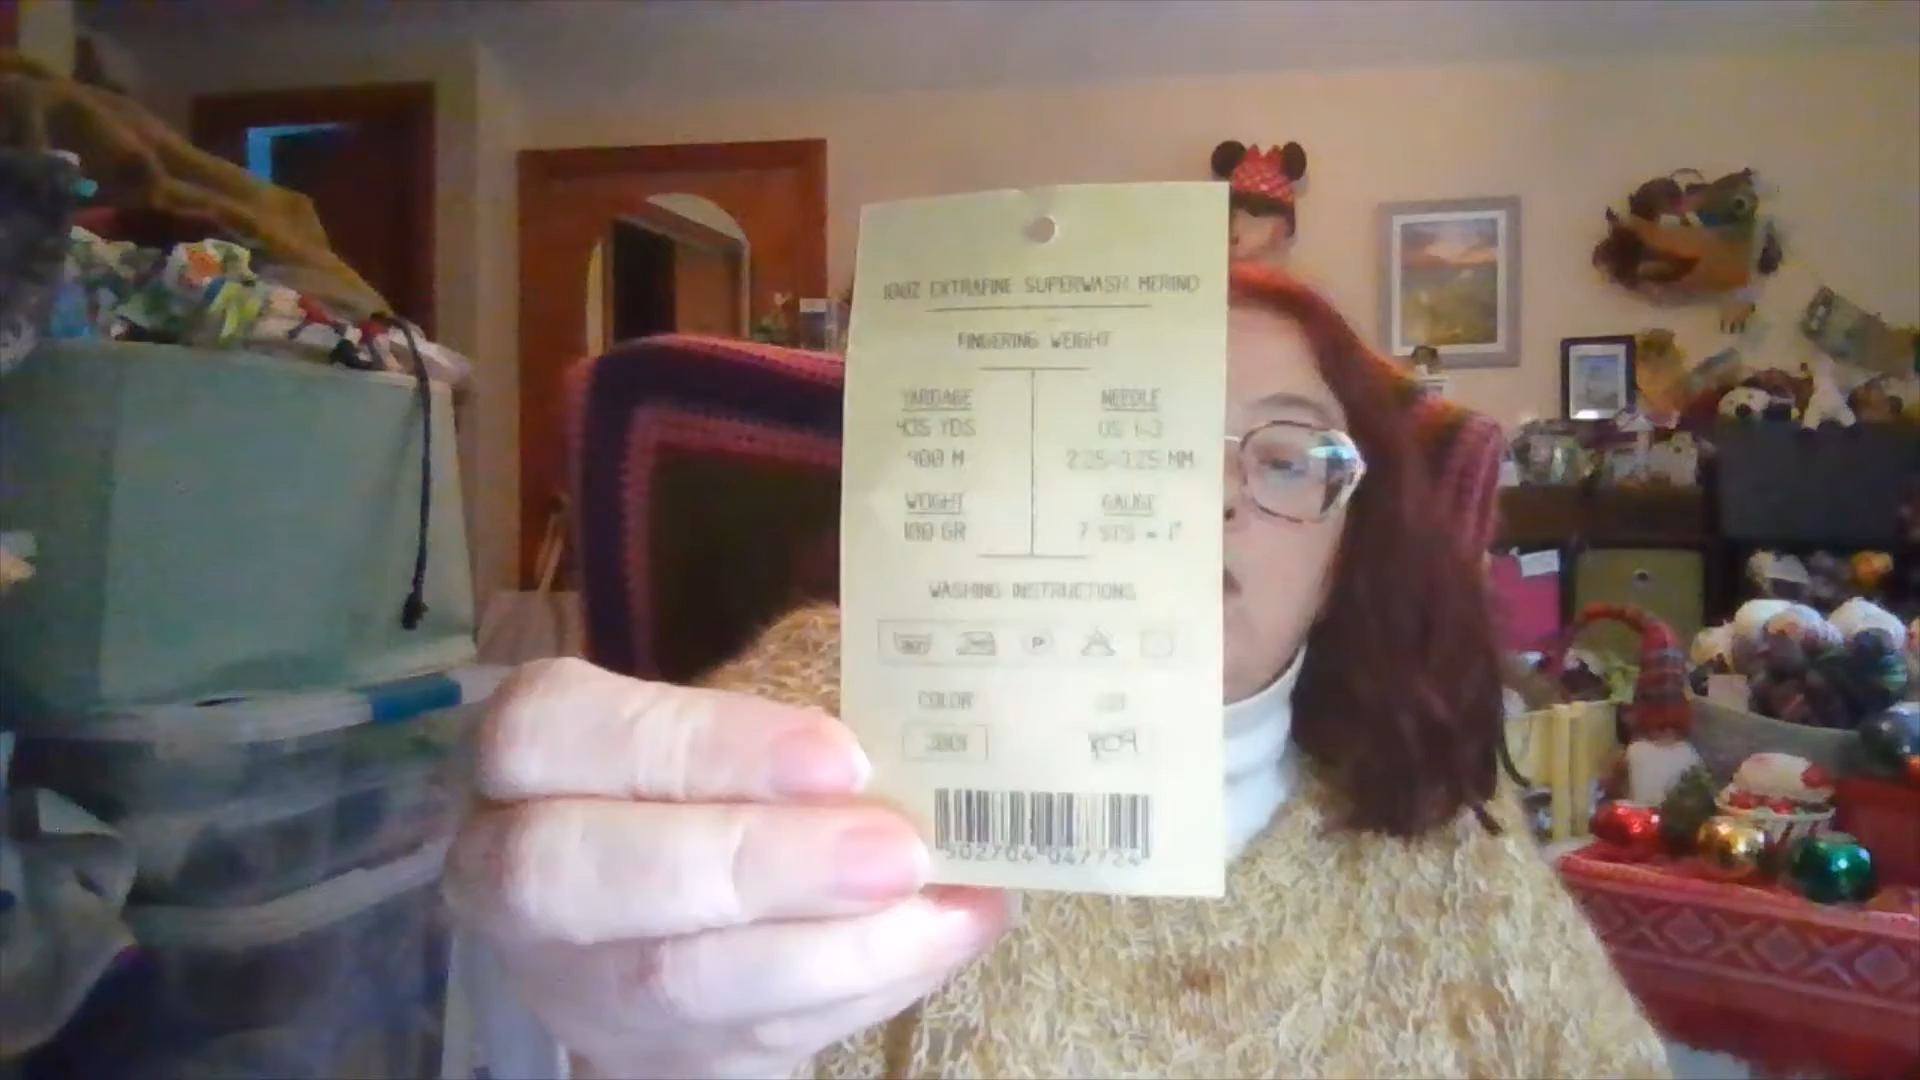 100% EXTRAFINE SUPERWASH MERINO
FINGERING WEIGHT
YARDAGE
435 YDS
400 M
NEEDLE
US 1-3
2.25-3.25 MM
WEIGHT
100 GR
GAUGE
7 STS = 1"
WASHING INSTRUCTIONS
P
COLOR